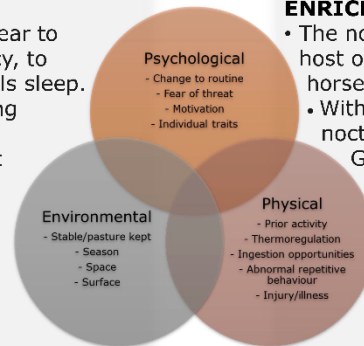 ear to
y, to
ls sleep.
ng
t
ENRIC
• The no
host o
horse
• With
noct
G
Psychological
- Change to routine
- Fear of threat
- Motivation
- Individual traits
Environmental
- Stable/pasture kept
- Season
- Space
- Surface
Physical
- Prior activity
- Thermoregulation
- Ingestion opportunities
- Abnormal repetitive
behaviour
- Injury/illness